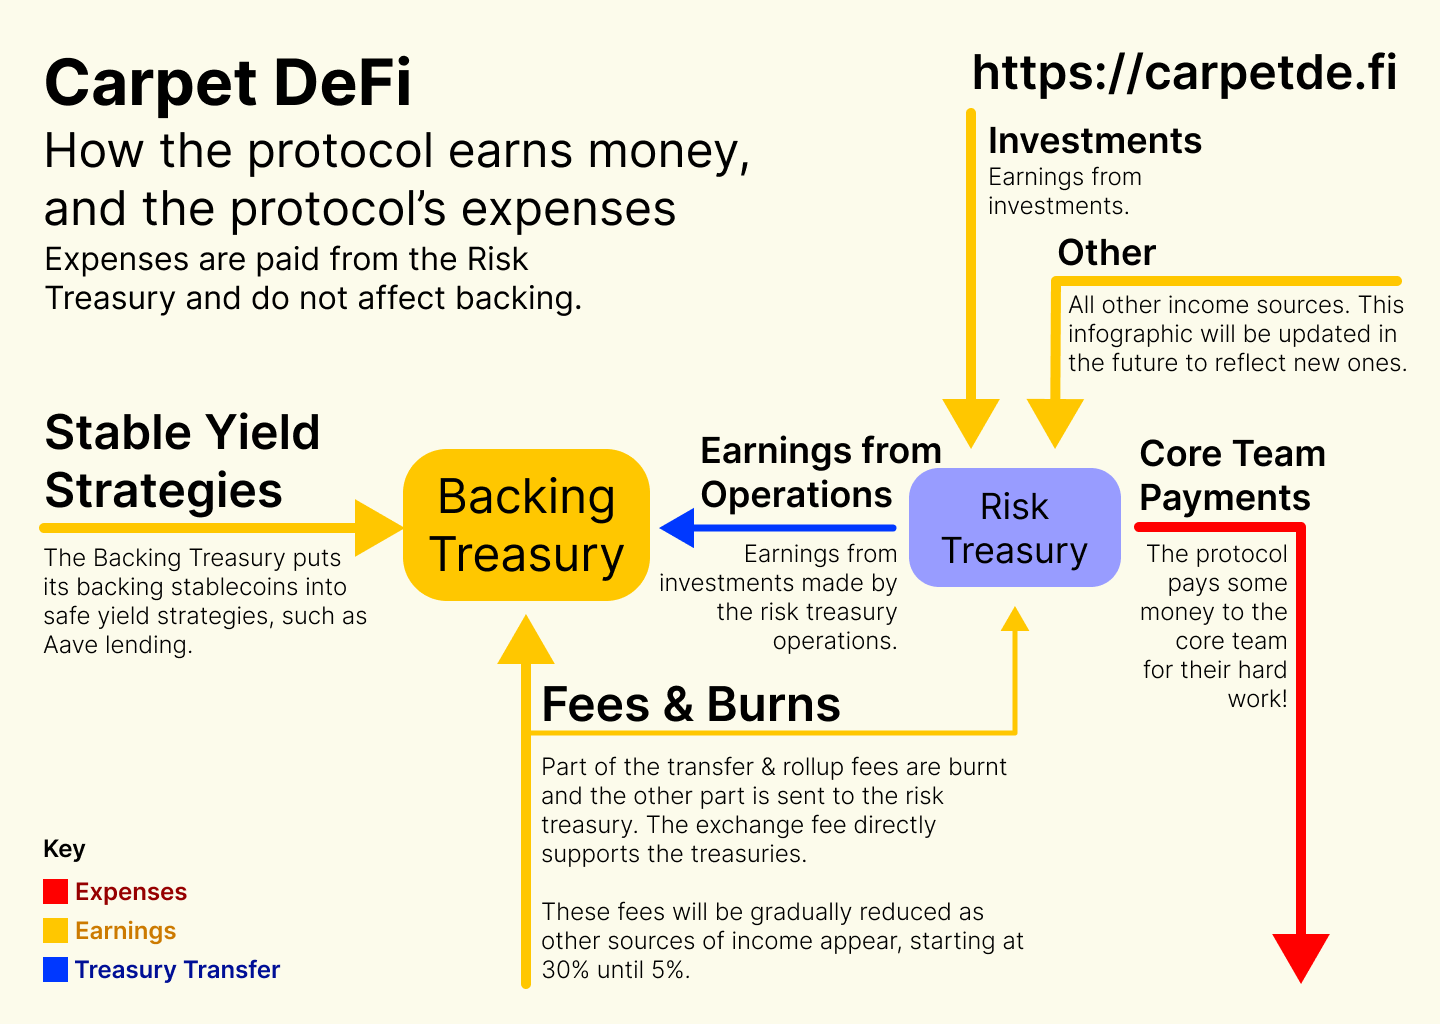 Carpet DeFi
How the protocol earns money,
and the protocol’s expenses
Expenses are paid from the Risk
Treasury and do not affect backing.
https://carpetde.fi
Investments
Earnings from
investments.
Other
All other income sources. This
infographic will be updated in
the future to reflect new ones.
Stable Yield
Strategies
The Backing Treasury puts
its backing stablecoins into
safe yield strategies, such as
Aave lending.
Backing
Treasury
Earnings from
Operations
Earnings from
investments made by
the risk treasury
operations.
Risk
Treasury
Core Team
Payments
The protocol
pays some
money to the
core team
for their hard
work!
Fees & Burns
Part of the transfer & rollup fees are burnt
and the other part is sent to the risk
treasury. The exchange fee directly
supports the treasuries.
These fees will be gradually reduced as
other sources of income appear, starting at
30% until 5%.
Key
Expenses
Earnings
Treasury Transfer